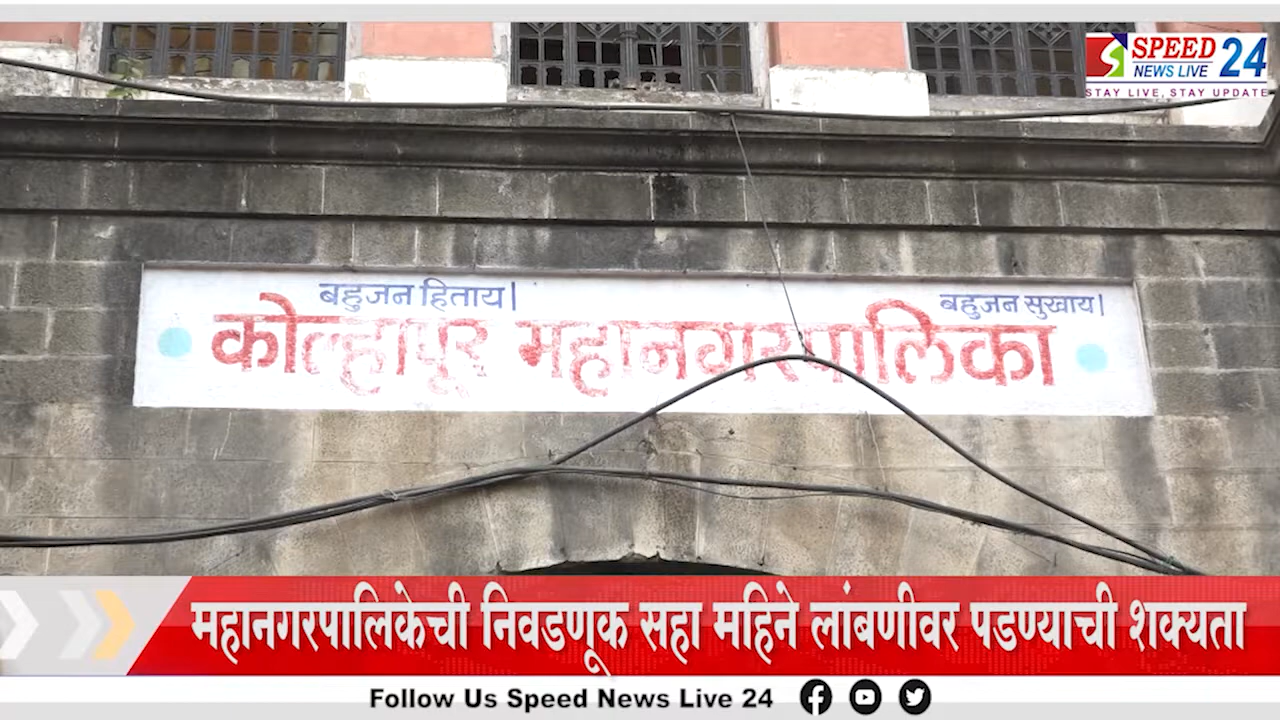 SPEED 24
NEWS LIVE
STAY LIVE, STAY UPDATE
बहुजन हिताय। बहुजन सुखाय।
कोल्हापूर महानगरपालिका
महानगरपालिकेची निवडणूक सहा महिने लांबणीवर पडण्याची शक्यता
Follow Us Speed News Live 24